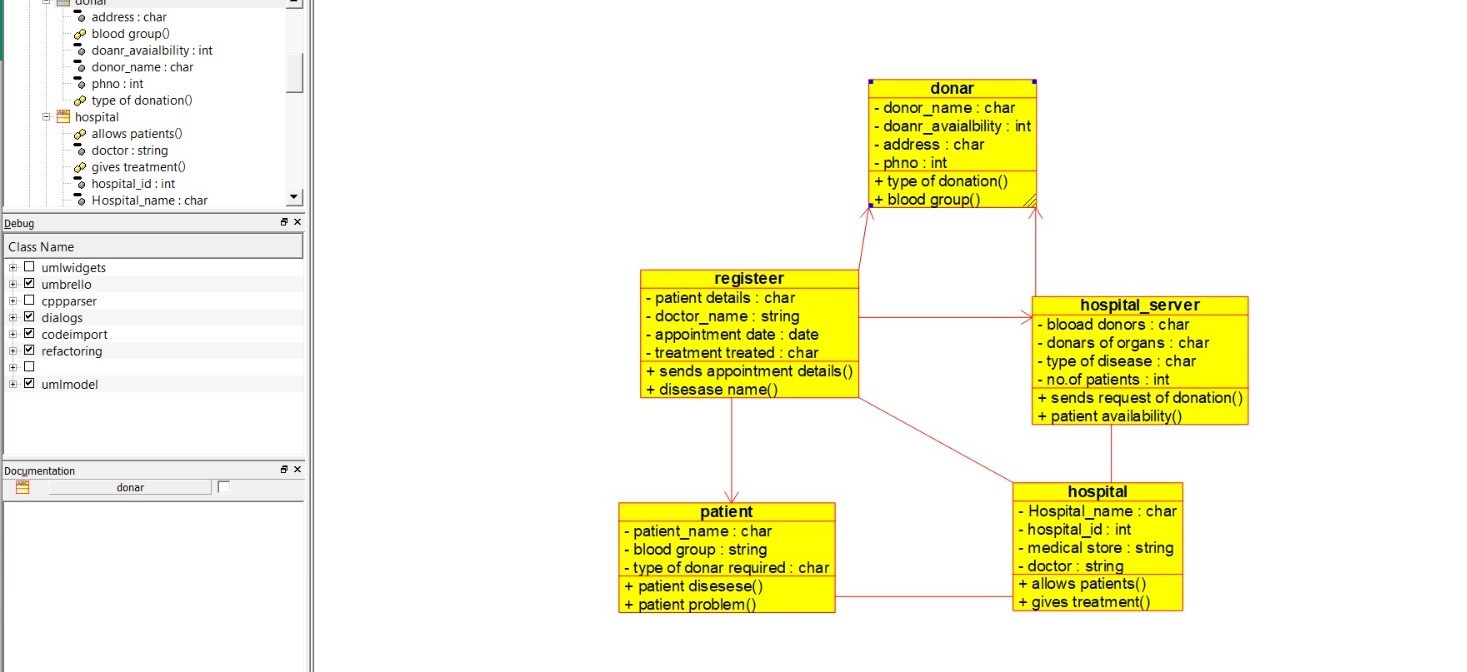 donar
address : char
blood group()
doanr_avaialbility : int
donor_name : char
phno : int
type of donation()
hospital
allows patients()
doctor : string
gives treatment()
hospital_id : int
Hospital_name : char
Debug
Class Name
umlwidgets
umbrello
cppparser
dialogs
codeimport
refactoring
umlmodel
Documentation
donar
donar
- donor_name : char
- doanr_avaialbility : int
- address : char
- phno : int
+ type of donation()
+ blood group()
registeer
- patient details : char
- doctor_name : string
- appointment date : date
- treatment treated : char
+ sends appointment details()
+ disesase name()
hospital_server
- blooad donors : char
- donars of organs : char
- type of disease : char
- no.of patients : int
+ sends request of donation()
+ patient availability()
patient
- patient_name : char
- blood group : string
- type of donar required : char
+ patient disesese()
+ patient problem()
hospital
- Hospital_name : char
- hospital_id : int
- medical store : string
- doctor : string
+ allows patients()
+ gives treatment()